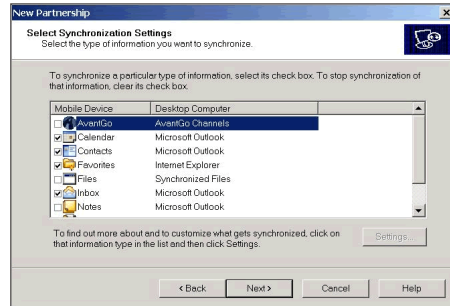 New Partnership
Select Synchronization Settings
Select the type of information you want to synchronize.
To synchronize a particular type of information, select its check box. To stop synchronization of
that information, clear its check box.
Mobile Device Desktop Computer
AvantGo AvantGo Channels
Calendar Microsoft Outlook
Contacts Microsoft Outlook
Favorites Internet Explorer
Files Synchronized Files
Inbox Microsoft Outlook
Notes Microsoft Outlook
To find out more about and to customize what gets synchronized, click on
that information type in the list and then click Settings.
Settings...
< Back Next > Cancel Help